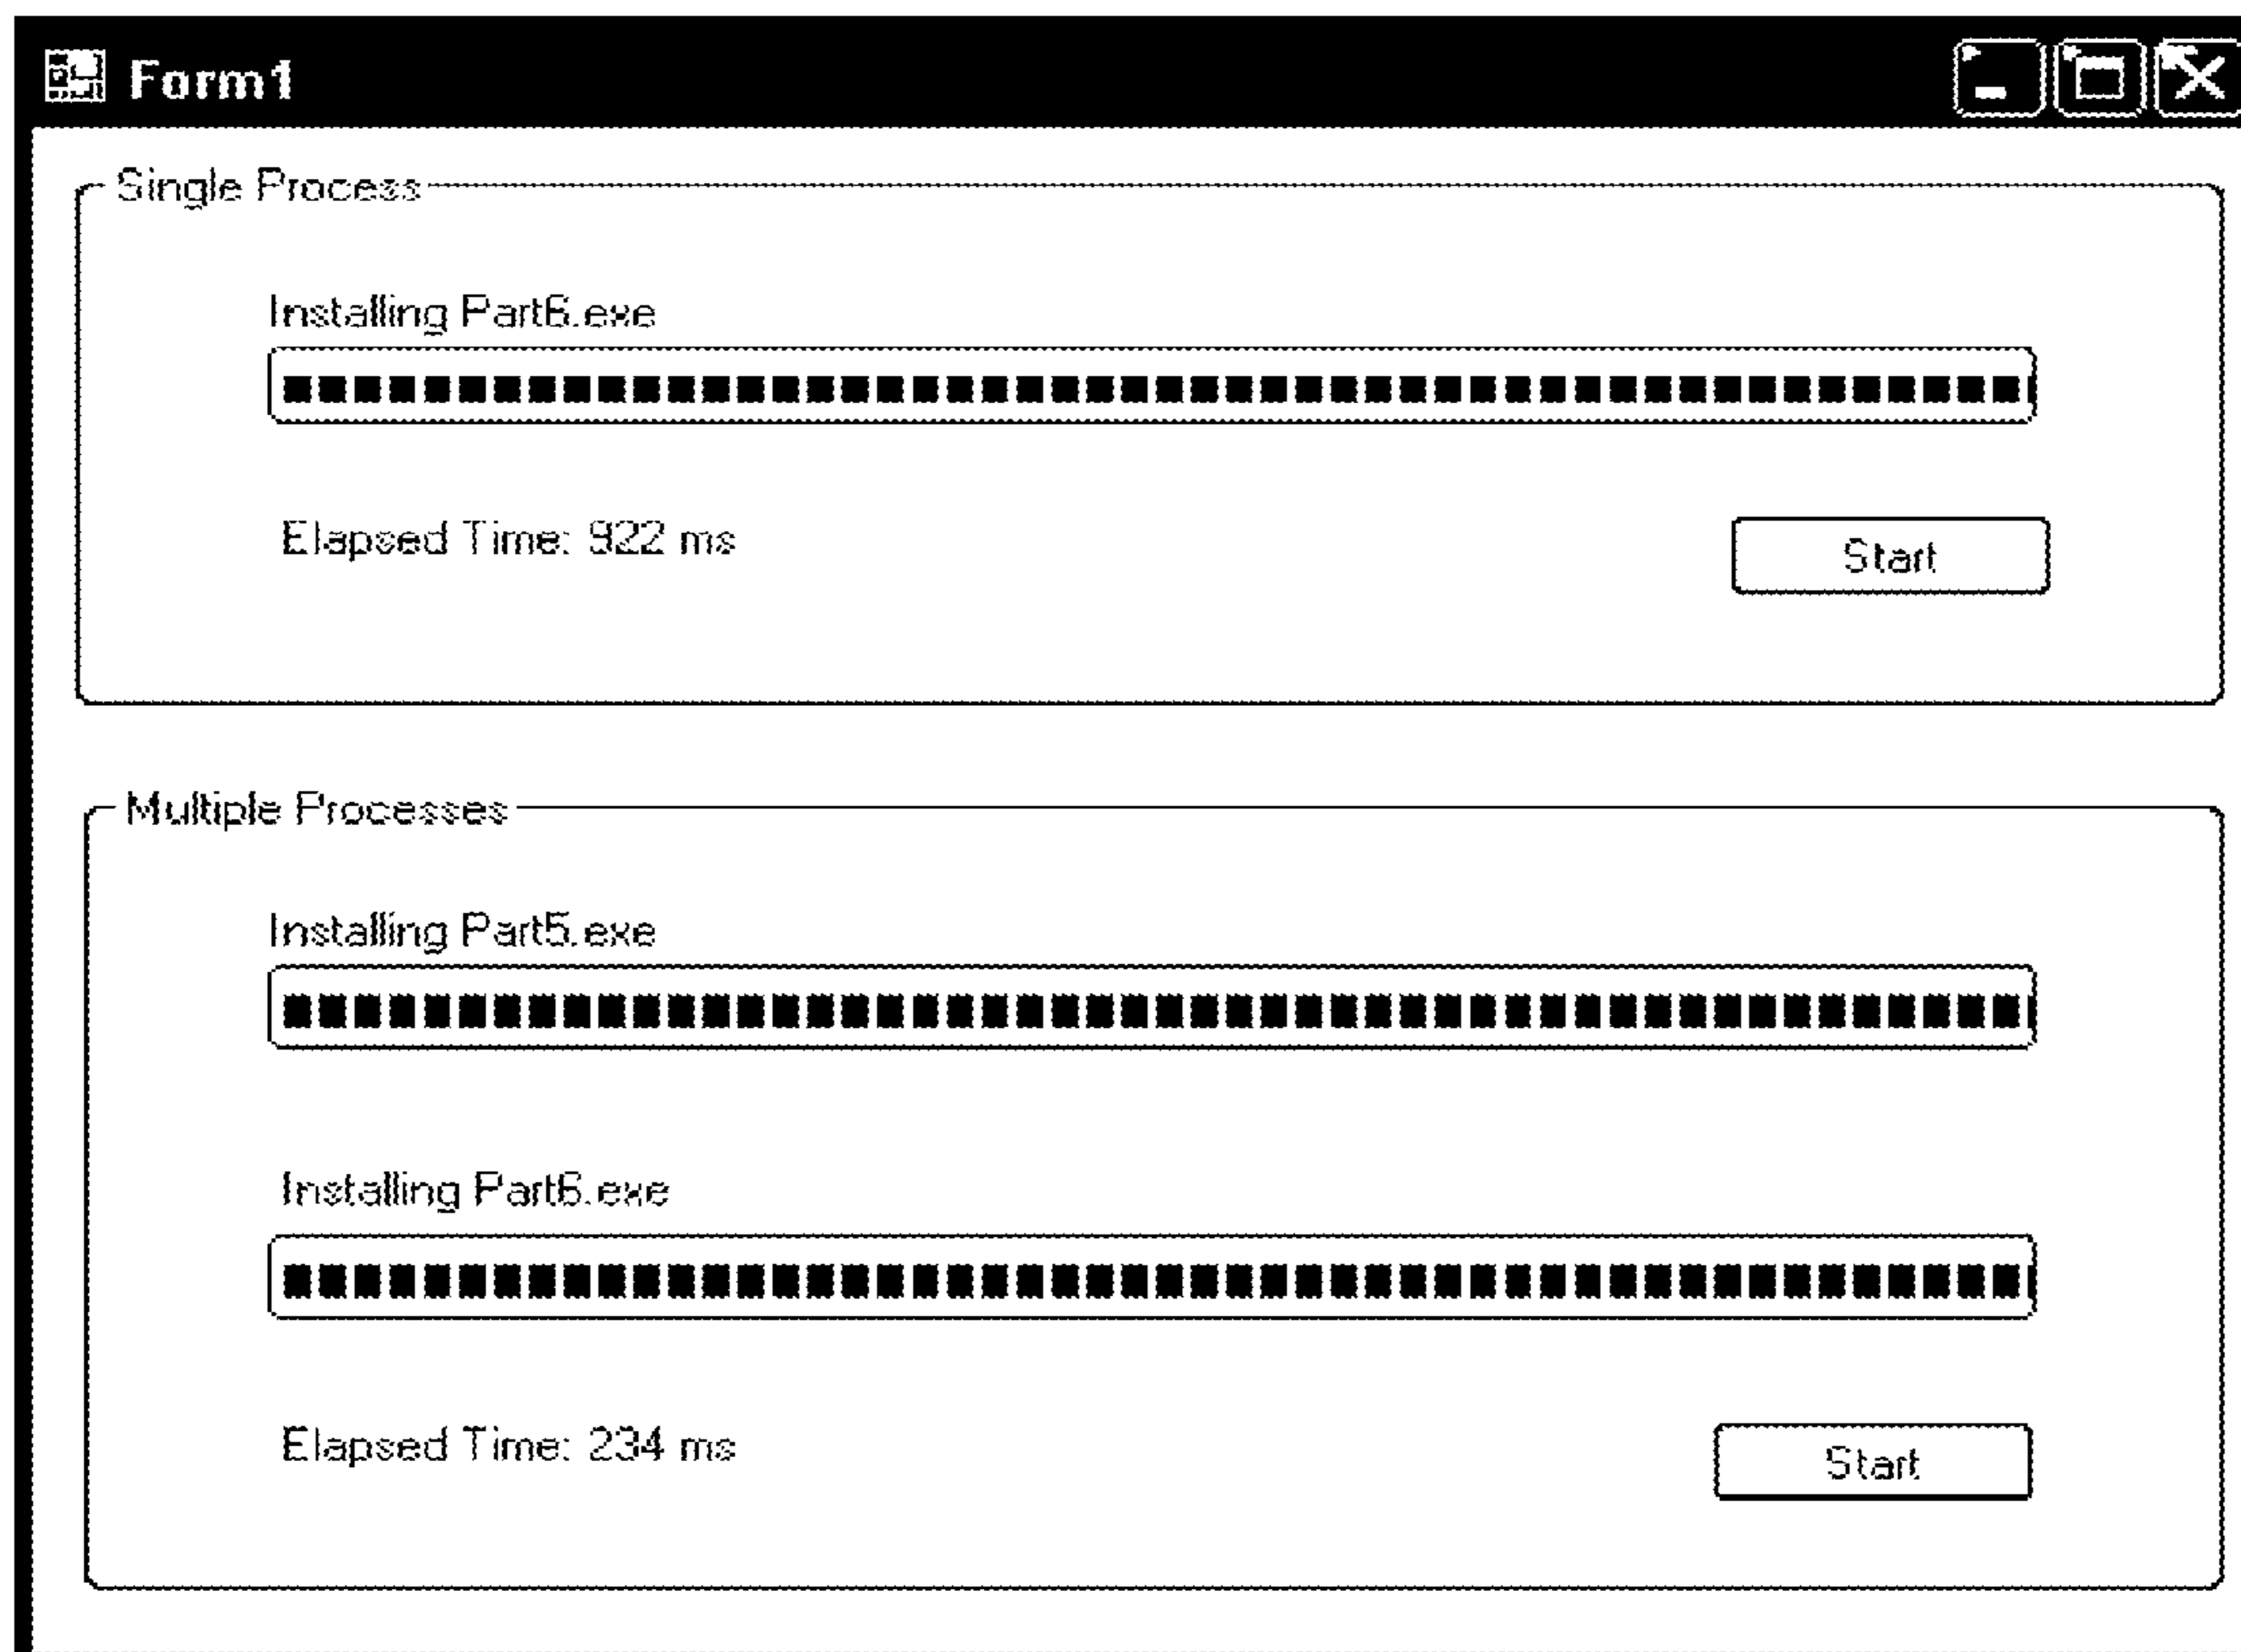 Form1
Single Process
Installing Part6.exe
Elapsed Time: 922 ms
Start
Multiple Processes
Installing Part5.exe
Installing Part6.exe
Elapsed Time: 234 ms
Start